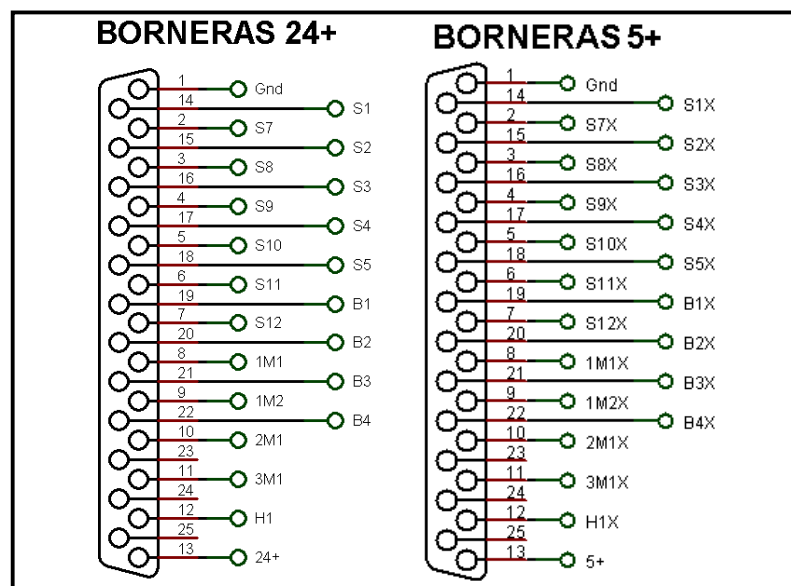 BORNERAS 24+
1 Gnd
14 S1
2 S7
15 S2
3 S8
16 S3
4 S9
17 S4
5 S10
18 S5
6 S11
19 B1
7 S12
20 B2
8 1M1
21 B3
9 1M2
22 B4
10 2M1
23
11 3M1
24
12 H1
25
13 24+
BORNERAS 5+
1 Gnd
14 S1X
2 S7X
15 S2X
3 S8X
16 S3X
4 S9X
17 S4X
5 S10X
18 S5X
6 S11X
19 B1X
7 S12X
20 B2X
8 1M1X
21 B3X
9 1M2X
22 B4X
10 2M1X
23
11 3M1X
24
12 H1X
25
13 5+